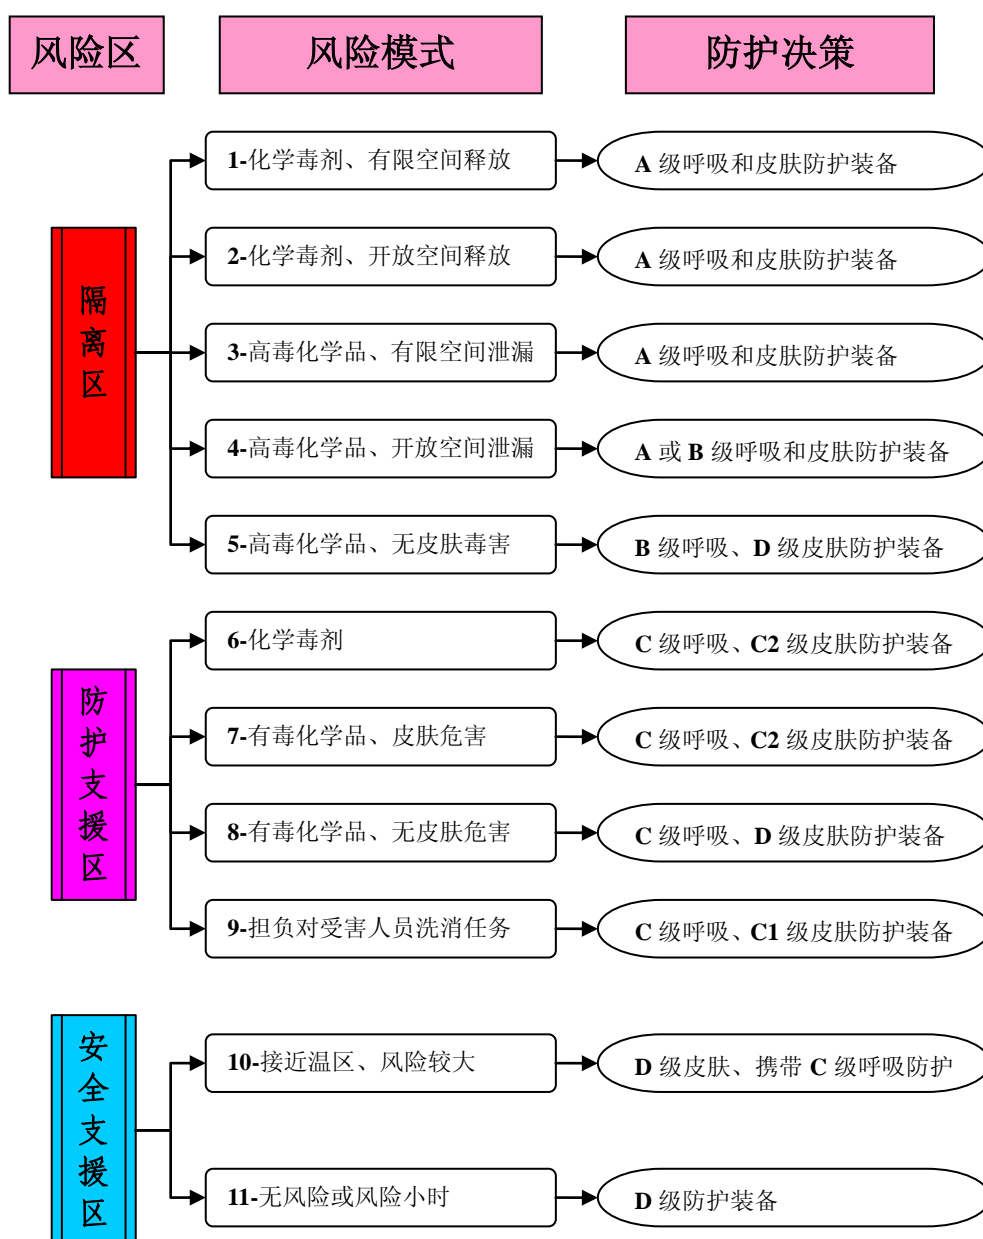 风险区
风险模式
防护决策
隔离区
1-化学毒剂、有限空间释放
A 级呼吸和皮肤防护装备
2-化学毒剂、开放空间释放
A 级呼吸和皮肤防护装备
3-高毒化学品、有限空间泄漏
A 级呼吸和皮肤防护装备
4-高毒化学品、开放空间泄漏
A 或 B 级呼吸和皮肤防护装备
5-高毒化学品、无皮肤毒害
B 级呼吸、D 级皮肤防护装备
防护支援区
6-化学毒剂
C 级呼吸、C2 级皮肤防护装备
7-有毒化学品、皮肤危害
C 级呼吸、C2 级皮肤防护装备
8-有毒化学品、无皮肤危害
C 级呼吸、D 级皮肤防护装备
9-担负对受害人员洗消任务
C 级呼吸、C1 级皮肤防护装备
安全支援区
10-接近温区、风险较大
D 级皮肤、携带 C 级呼吸防护
11-无风险或风险小时
D 级防护装备